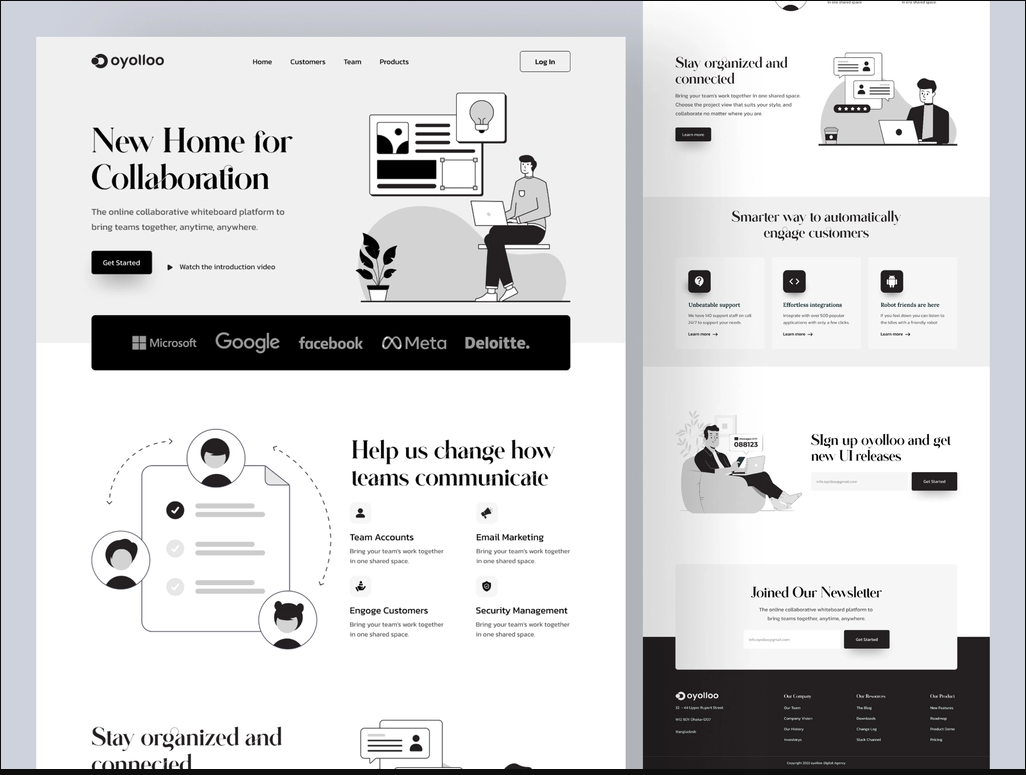 oyolloo
Home Customers Team Products
Log In
New Home for
Collaboration
The online collaborative whiteboard platform to
bring teams together, anytime, anywhere.
Get Started
Watch the introduction video
Microsoft Google facebook Meta Deloitte.
Help us change how
teams communicate
Team Accounts
Bring your team's work together
in one shared space.
Email Marketing
Bring your team's work together
in one shared space.
Engoge Customers
Bring your team's work together
in one shared space.
Security Management
Bring your team's work together
in one shared space.
Stay organized and
connected
in one shared space.
in one shared space.
Stay organized and
connected
Bring your team's work together in one shared space.
Choose the project view that suits your style, and
collaborate no matter where you are.
Learn more
Smarter way to automatically
engage customers
Unbeatable support
24/7 to support your needs.
Learn more
Effortless integrations
Integrate with over 500 popular
applications with only a few clicks.
Learn more
Robot friends are here
If you feel down you can listen to
the bites with a friendly robot
Learn more
088123
SIgn up oyolloo and get
new UI releases
info.oyolloo@gmail.com
Get Started
Joined Our Newsletter
The online collaborative whiteboard platform to
bring teams together, anytime, anywhere.
info.oyolloo@gmail.com
Get Started
oyolloo
Bangladesh
Our Company
Our Team
Company Vision
Our History
Investeyo
Our Resources
The Blog
Downloads
Change Log
Slack Channel
Our Product
New Features
Roadmap
Product Demo
Pricing
Copyright 2022 oyolloo Digital Agency